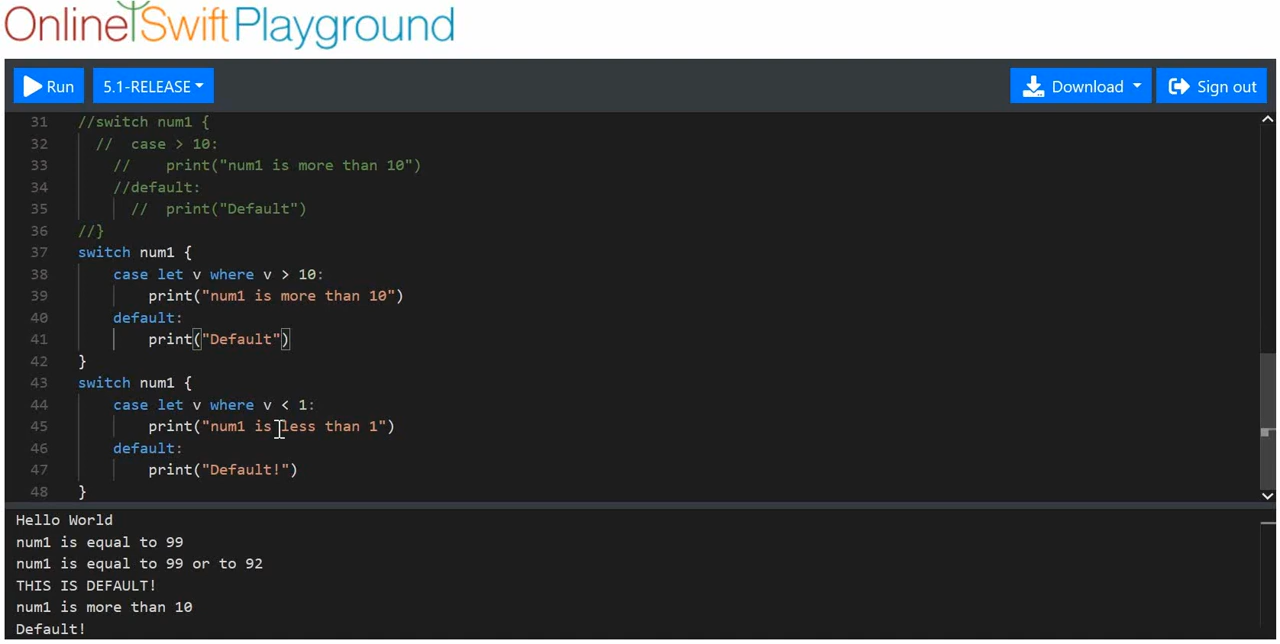 Online Swift Playground
Run
5.1-RELEASE
Download
Sign out
31 //switch num1 {
32 // case > 10:
33 // print("num1 is more than 10")
34 //default:
35 // print("Default")
36 //}
37 switch num1 {
38 case let v where v > 10:
39 print("num1 is more than 10")
40 default:
41 print("Default")
42 }
43 switch num1 {
44 case let v where v < 1:
45 print("num1 is less than 1")
46 default:
47 print("Default!")
48 }
Hello World
num1 is equal to 99
num1 is equal to 99 or to 92
THIS IS DEFAULT!
num1 is more than 10
Default!